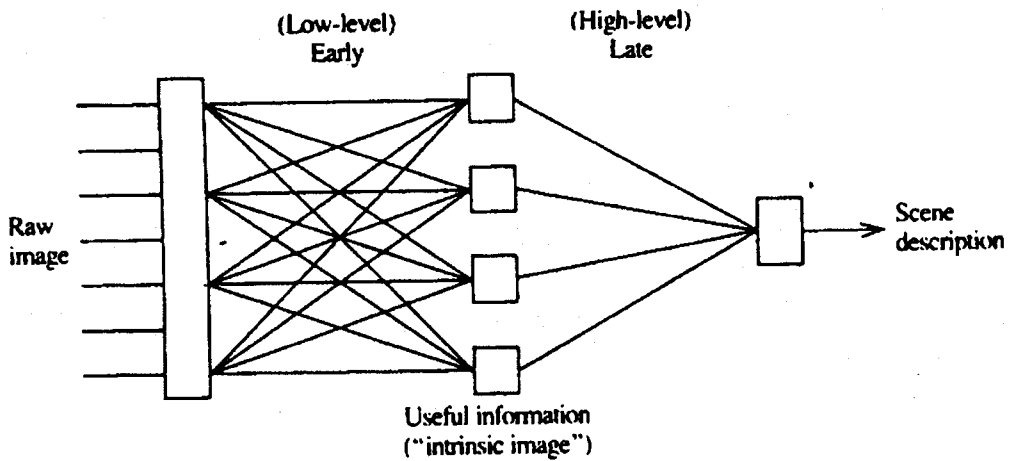 (Low-level)
Early
(High-level)
Late
Raw
image
Scene
description
Useful information
("intrinsic image")